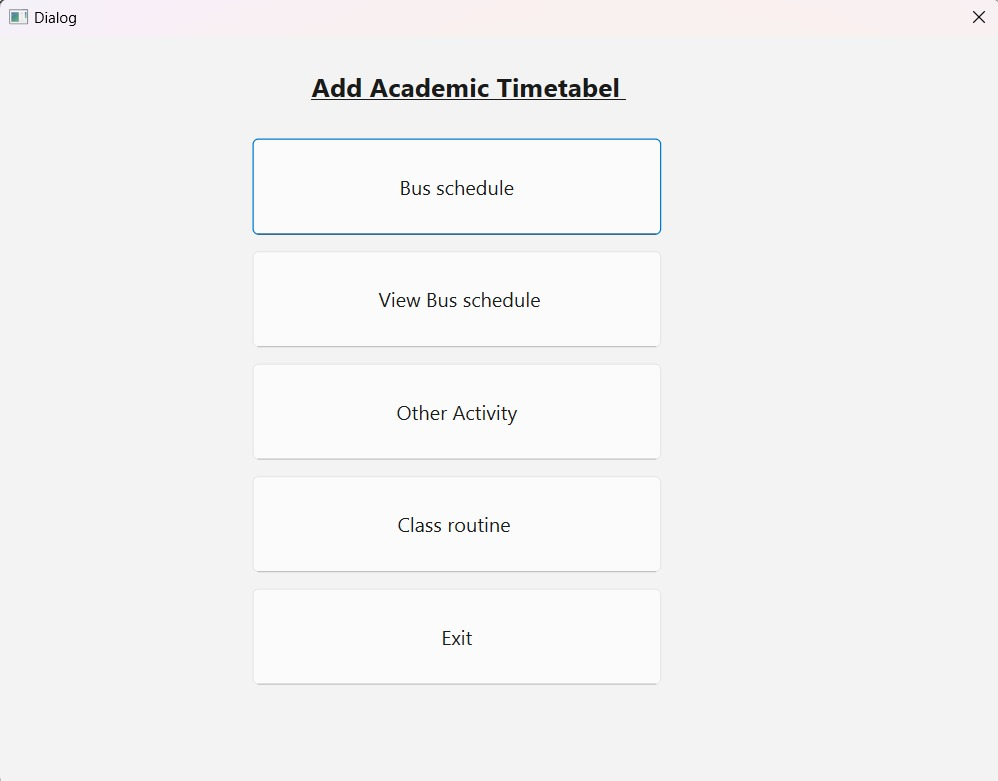 Dialog
Add Academic Timetabel
Bus schedule
View Bus schedule
Other Activity
Class routine
Exit